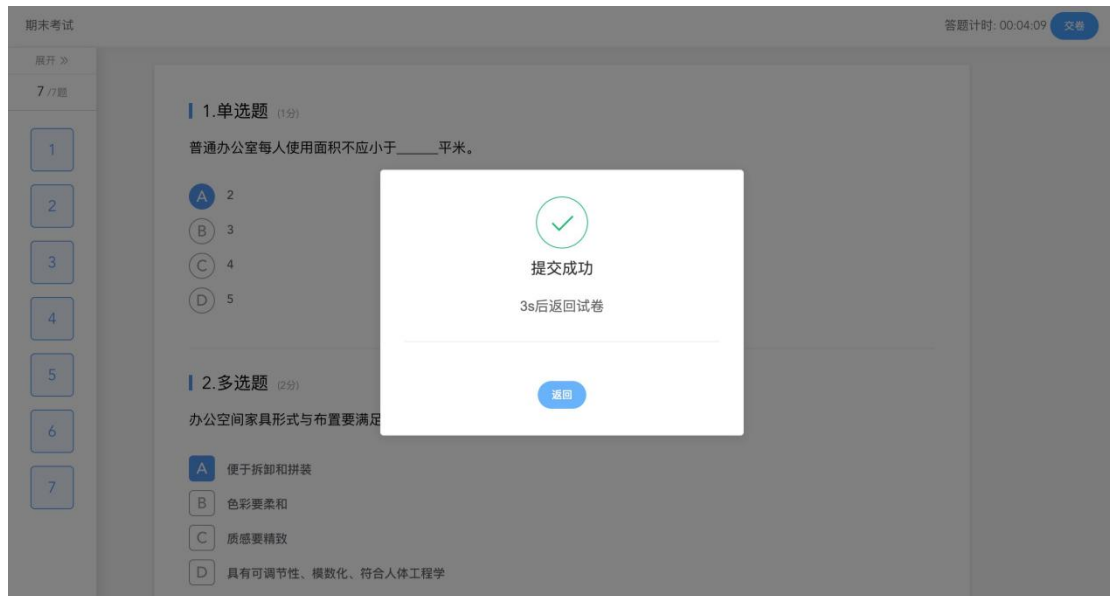 期末考试
答题计时: 00:04:09 交卷
展开 »
7 /7题
1
2
3
4
5
6
7
1.单选题 (1分)
普通办公室每人使用面积不应小于______平米。
A 2
B 3
C 4
D 5
2.多选题 (2分)
办公空间家具形式与布置要满足
A 便于拆卸和拼装
B 色彩要柔和
C 质感要精致
D 具有可调节性、模数化、符合人体工程学
提交成功
3s后返回试卷
返回